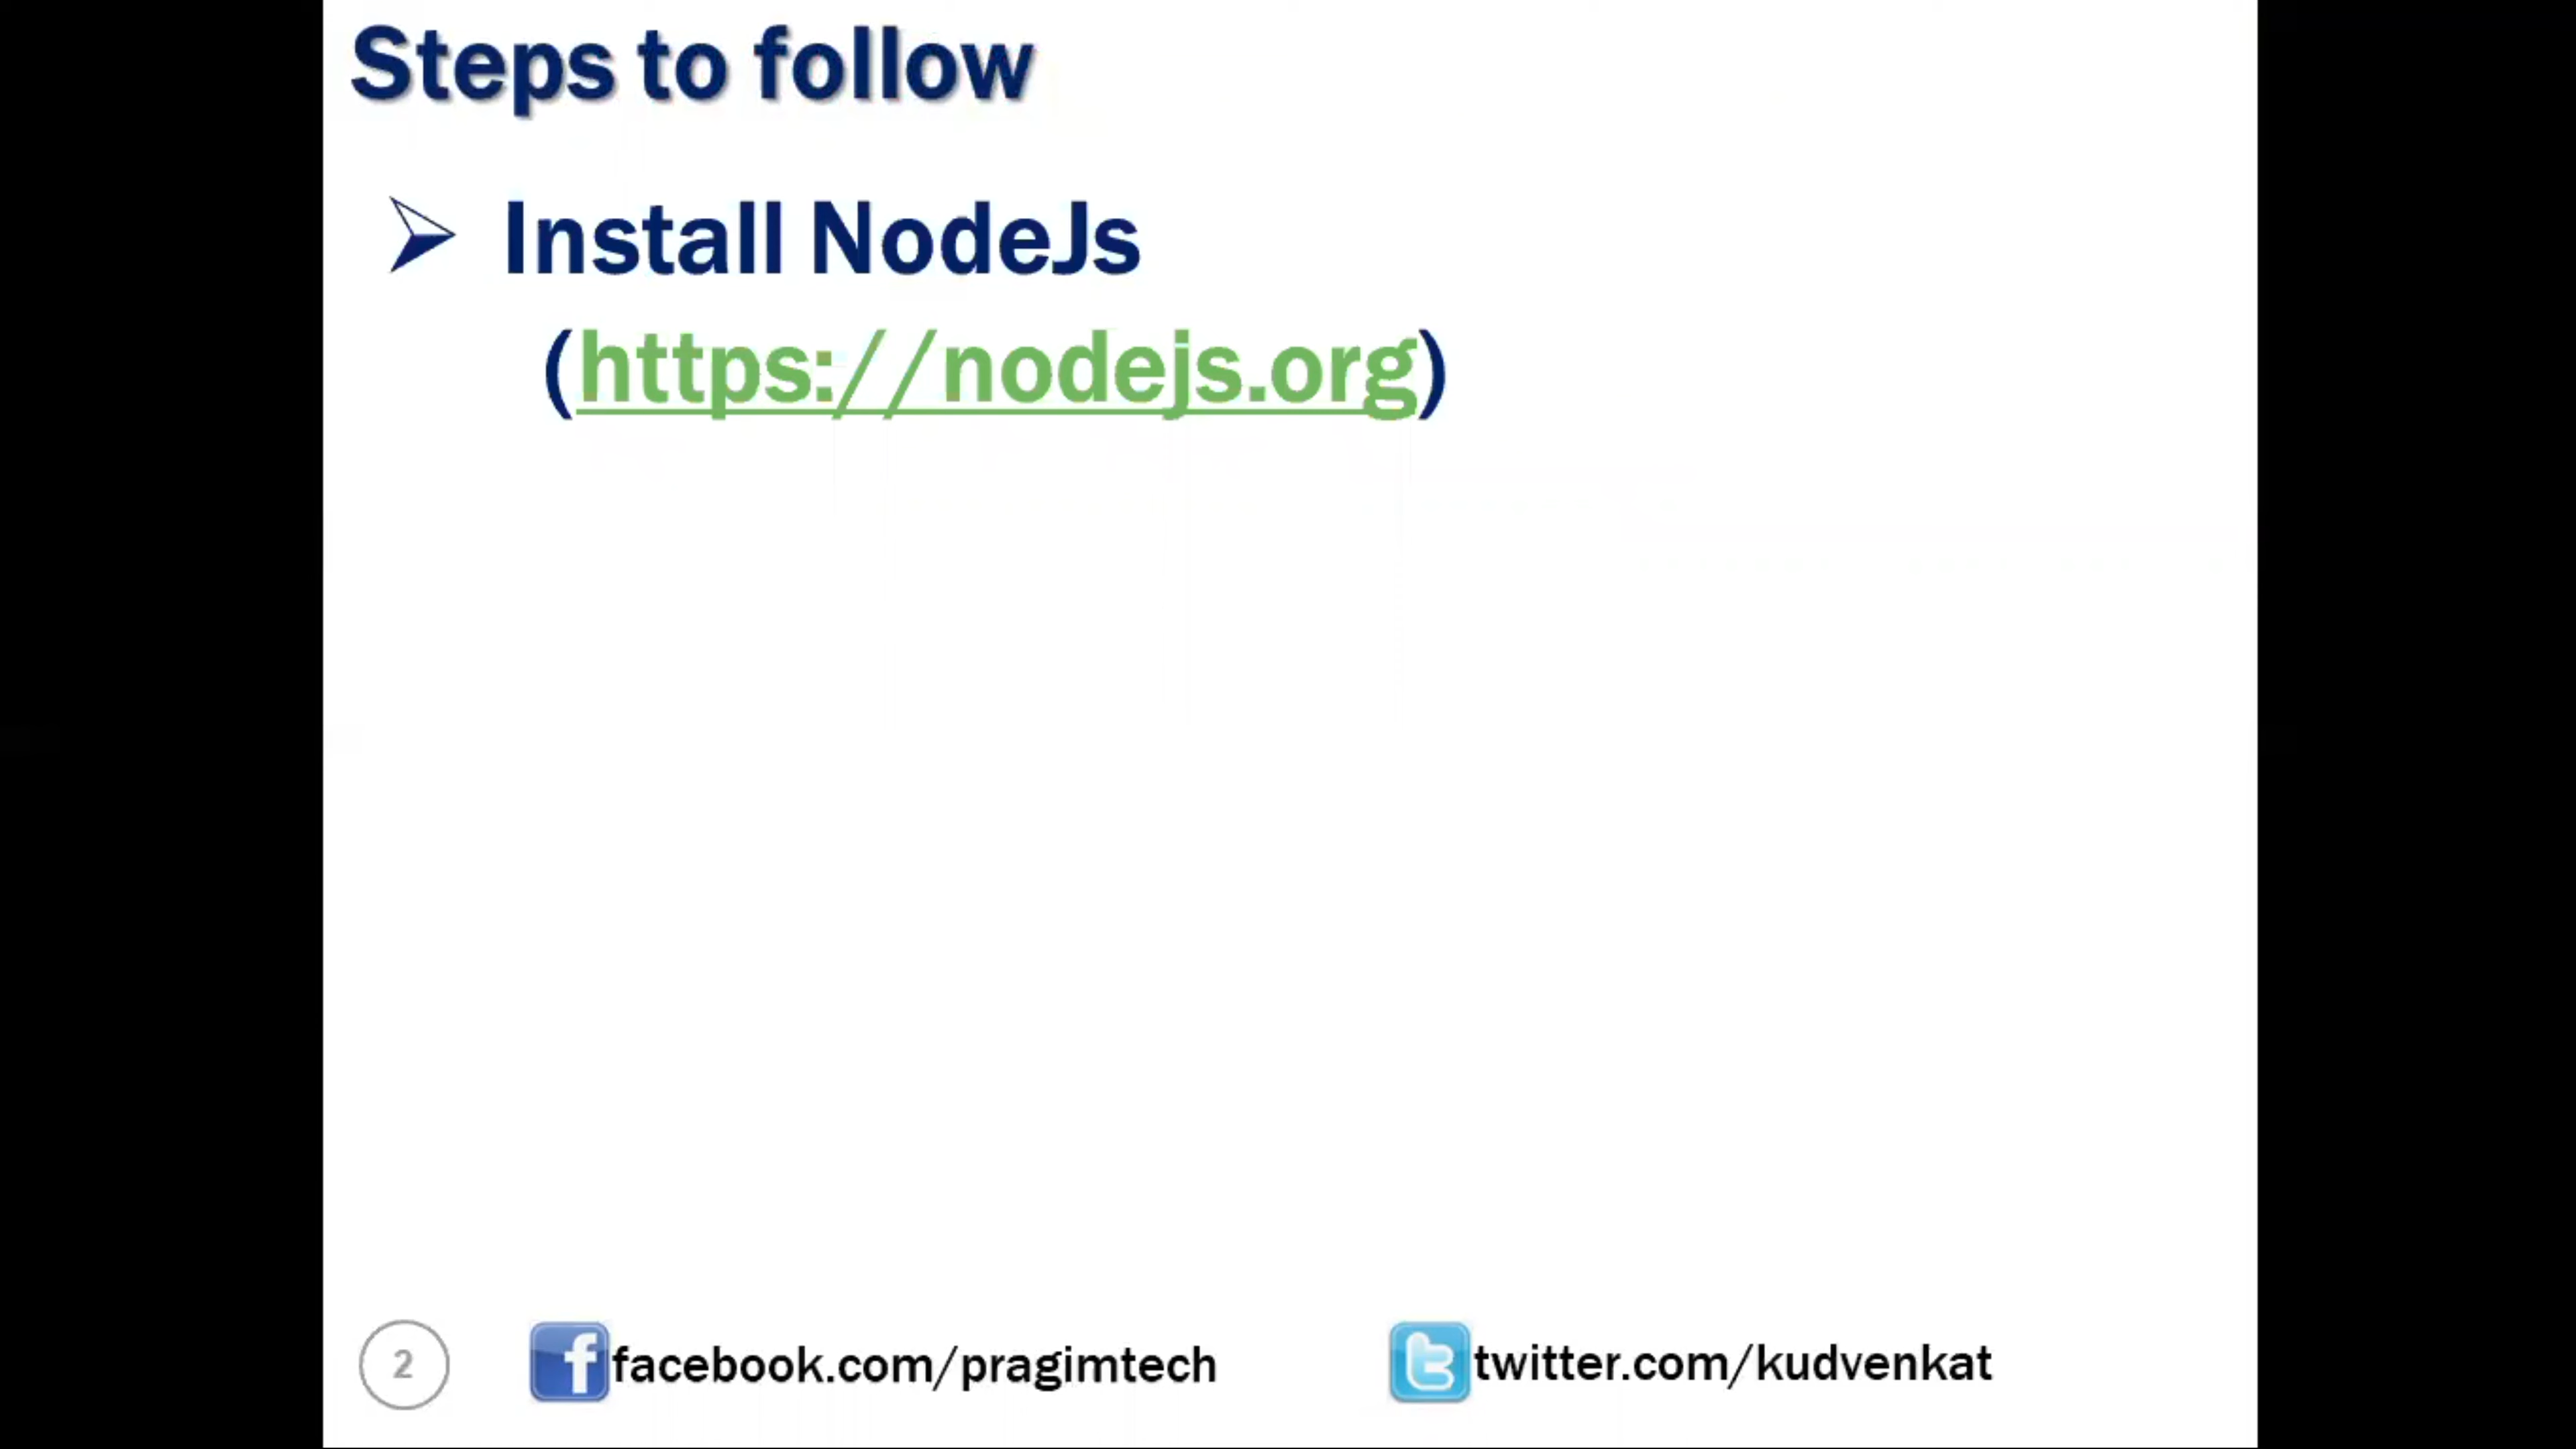 Steps to follow
Install NodeJs
(https://nodejs.org)
2
facebook.com/pragimtech
twitter.com/kudvenkat